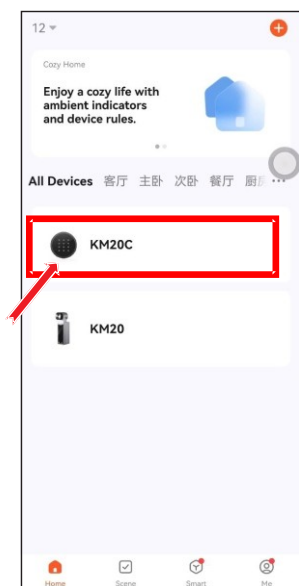 12
Cozy Home
Enjoy a cozy life with
ambient indicators
and device rules.
All Devices 客厅 主卧 次卧 餐厅 厨
KM20C
KM20
Home Scene Smart Me